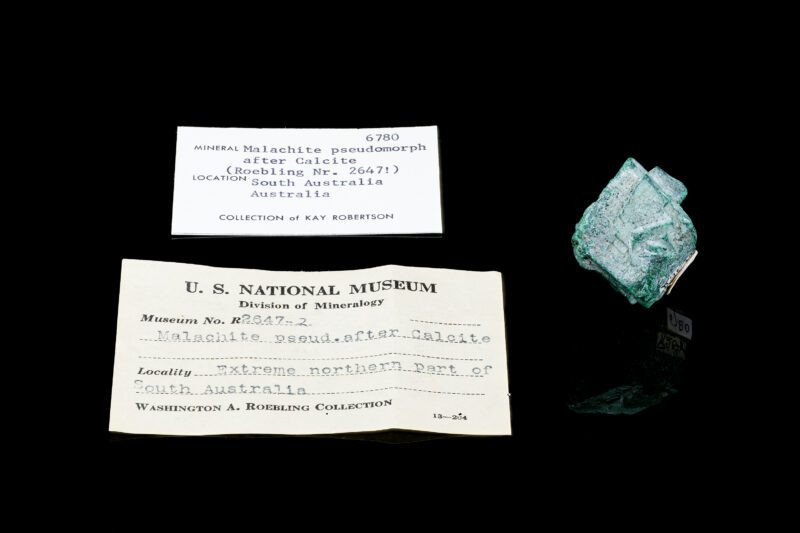 6780
MINERAL Malachite pseudomorph
after Calcite
(Roebling Nr. 2647!)
LOCATION South Australia
Australia
COLLECTION of KAY ROBERTSON
U. S. NATIONAL MUSEUM
Division of Mineralogy
Museum No. R2647-2
Malachite pseud.after Calcite
Locality Extreme northern part of
South Australia
WASHINGTON A. ROEBLING COLLECTION
13—204